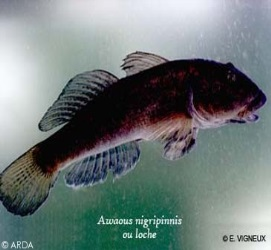 Awaous nigripinnis
ou loche
© ARDA
© E. VIGNEUX